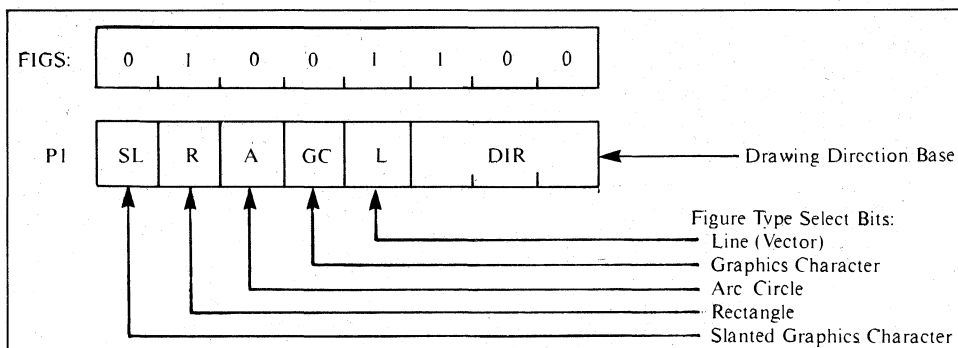 FIGS: 0 1 0 0 1 1 0 0
P1 SL R A GC L DIR Drawing Direction Base
Figure Type Select Bits:
Line (Vector)
Graphics Character
Arc Circle
Rectangle
Slanted Graphics Character